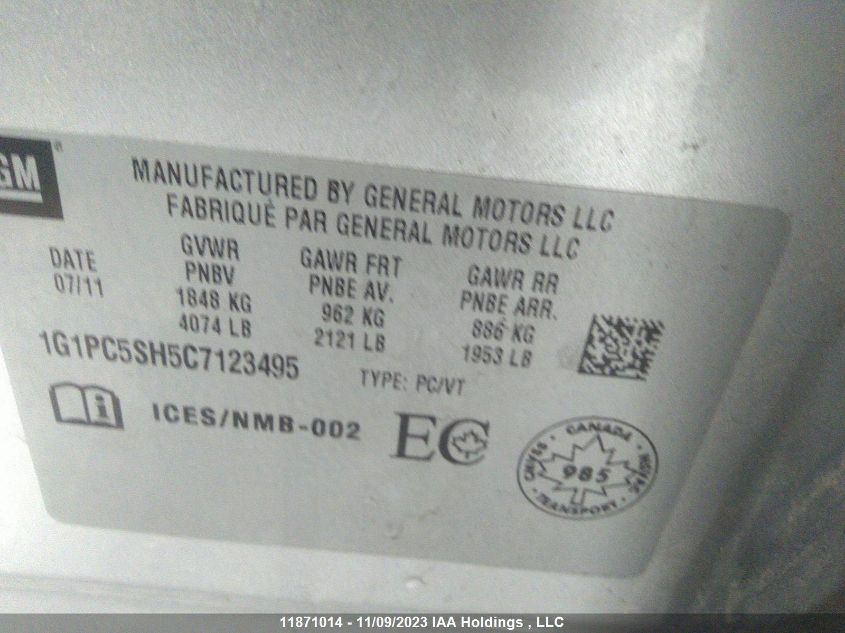 GM
MANUFACTURED BY GENERAL MOTORS LLC
FABRIQUÉ PAR GENERAL MOTORS LLC
DATE
07/11
GVWR
PNBV
1848 KG
4074 LB
GAWR FRT
PNBE AV.
962 KG
2121 LB
GAWR RR
PNBE ARR.
886 KG
1953 LB
1G1PC5SH5C7123495
TYPE: PC/VT
ICES/NMB-002
EC
CANADA
985
TRANSPORT
11871014 - 11/09/2023 IAA Holdings , LLC